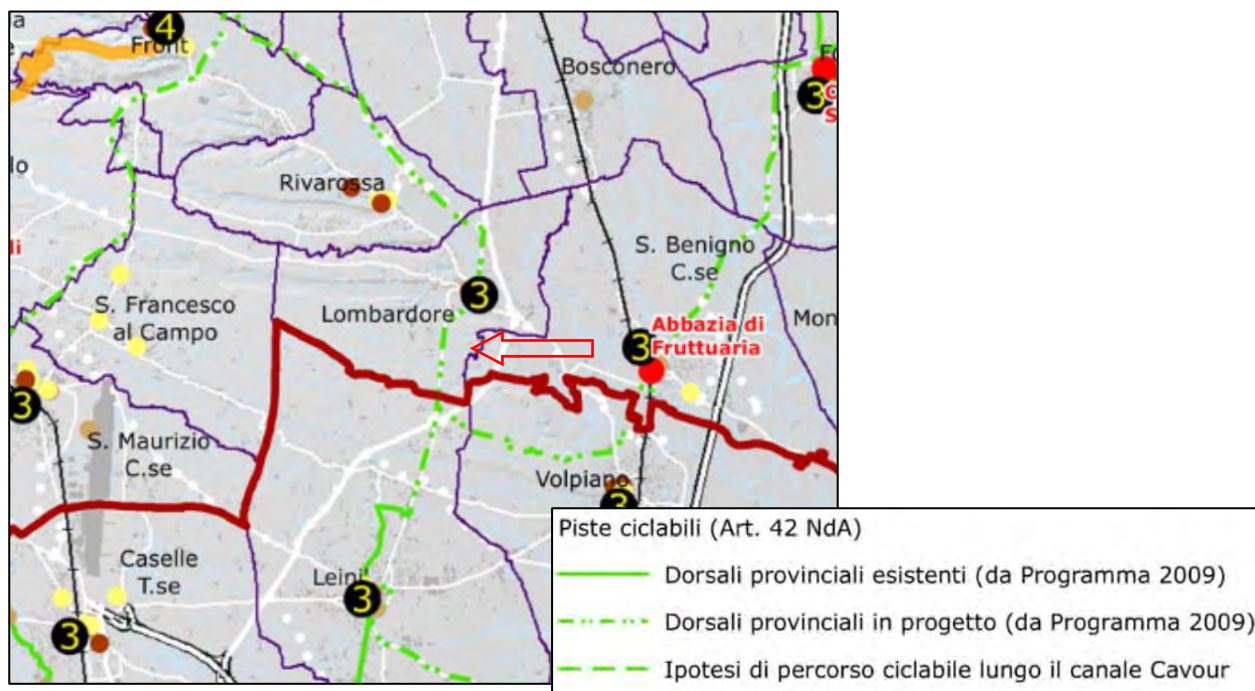 4
Front
Bosconero
3
Rivarossa
S. Benigno
C.se
3
Lombardore
S. Francesco
al Campo
Mon
3
Abbazia di
Fruttuaria
3
S. Maurizio
C.se
Volpiano
3
Caselle
T.se
Leini'
3
3
Piste ciclabili (Art. 42 NdA)
Dorsali provinciali esistenti (da Programma 2009)
Dorsali provinciali in progetto (da Programma 2009)
Ipotesi di percorso ciclabile lungo il canale Cavour